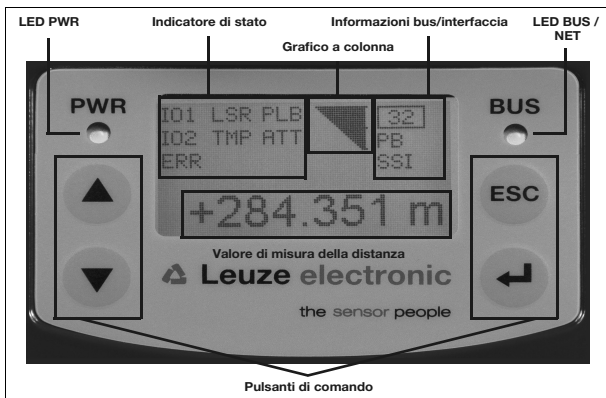 LED PWR
Indicatore di stato
Informazioni bus/interfaccia
LED BUS /
NET
Grafico a colonna
PWR
IO1 LSR PLB
IO2 TMP ATT
ERR
32
PB
SSI
BUS
ESC
+284.351 m
Valore di misura della distanza
Leuze electronic
the sensor people
Pulsanti di comando